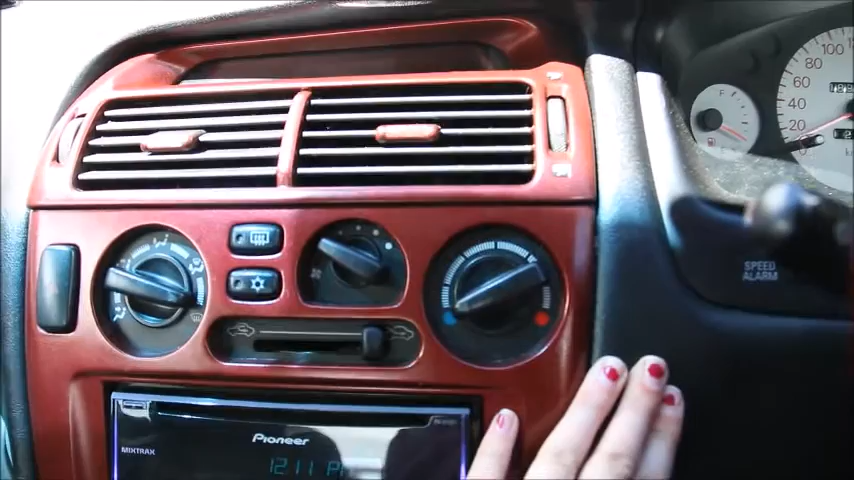 100
80
60
40
20
SPEED
ALARM
PIONEER
MIXTRAX
12:11 PM